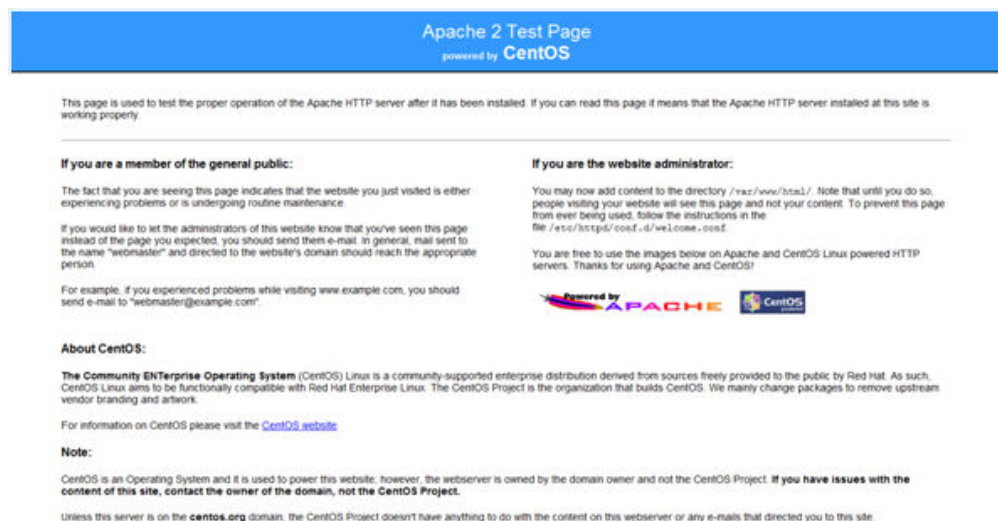 Apache 2 Test Page
powered by CentOS
This page is used to test the proper operation of the Apache HTTP server after it has been installed. If you can read this page it means that the Apache HTTP server installed at this site is
working properly.
If you are a member of the general public:
The fact that you are seeing this page indicates that the website you just visited is either
experiencing problems or is undergoing routine maintenance.
If you would like to let the administrators of this website know that you've seen this page
instead of the page you expected, you should send them e-mail. In general, mail sent to
the name "webmaster" and directed to the website's domain should reach the appropriate
person.
For example, if you experienced problems while visiting www.example.com, you should
send e-mail to "webmaster@example.com".
If you are the website administrator:
You may now add content to the directory /var/www/html/. Note that until you do so,
people visiting your website will see this page and not your content. To prevent this page
from ever being used, follow the instructions in the
file /etc/httpd/conf.d/welcome.conf.
You are free to use the images below on Apache and CentOS Linux powered HTTP
servers. Thanks for using Apache and CentOS!
Powered by
APACHE
CentOS
powered
About CentOS:
The Community ENTerprise Operating System (CentOS) Linux is a community-supported enterprise distribution derived from sources freely provided to the public by Red Hat. As such,
CentOS Linux aims to be functionally compatible with Red Hat Enterprise Linux. The CentOS Project is the organization that builds CentOS. We mainly change packages to remove upstream
vendor branding and artwork.
For information on CentOS please visit the CentOS website.
Note:
CentOS is an Operating System and it is used to power this website; however, the webserver is owned by the domain owner and not the CentOS Project. If you have issues with the
content of this site, contact the owner of the domain, not the CentOS Project.
Unless this server is on the centos.org domain, the CentOS Project doesn't have anything to do with the content on this webserver or any e-mails that directed you to this site.